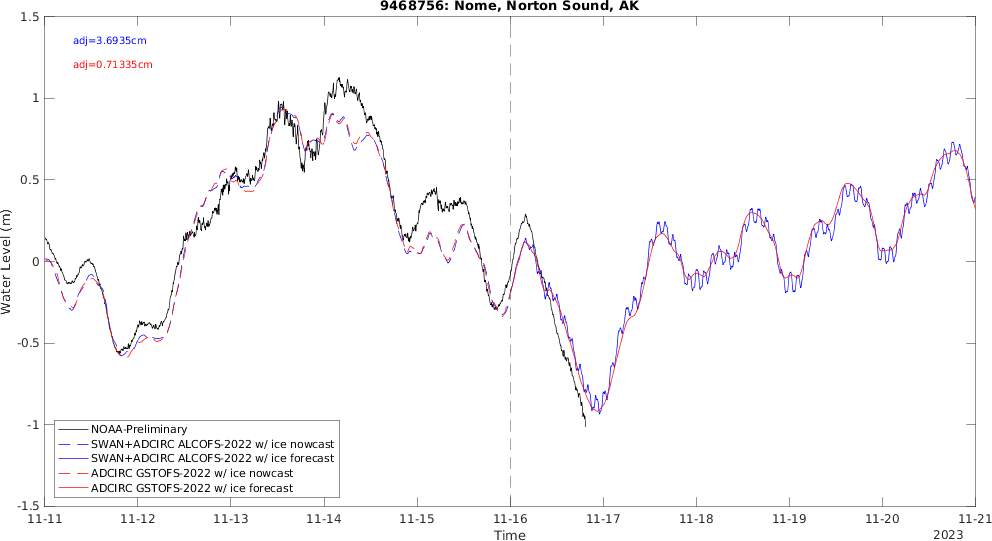 9468756: Nome, Norton Sound, AK
1.5
adj=3.6935cm
adj=0.71335cm
1
0.5
0
-0.5
-1
-1.5
Water Level (m)
NOAA-Preliminary
SWAN+ADCIRC ALCOFS-2022 w/ ice nowcast
SWAN+ADCIRC ALCOFS-2022 w/ ice forecast
ADCIRC GSTOFS-2022 w/ ice nowcast
ADCIRC GSTOFS-2022 w/ ice forecast
11-11 11-12 11-13 11-14 11-15 11-16 11-17 11-18 11-19 11-20 11-21
Time
2023